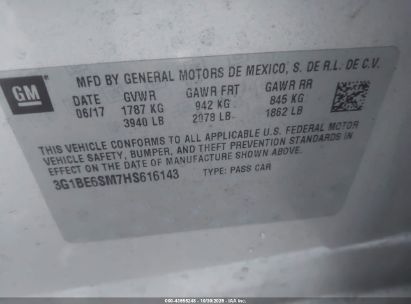 MFD BY GENERAL MOTORS DE MEXICO, S. DE R.L. DE C.V.
GM
DATE GVWR GAWR FRT GAWR RR
06/17 1787 KG 942 KG 845 KG
3940 LB 2078 LB 1862 LB
THIS VEHICLE CONFORMS TO ALL APPLICABLE U.S. FEDERAL MOTOR
VEHICLE SAFETY, BUMPER, AND THEFT PREVENTION STANDARDS IN
EFFECT ON THE DATE OF MANUFACTURE SHOWN ABOVE.
3G1BE6SM7HS616143 TYPE: PASS CAR